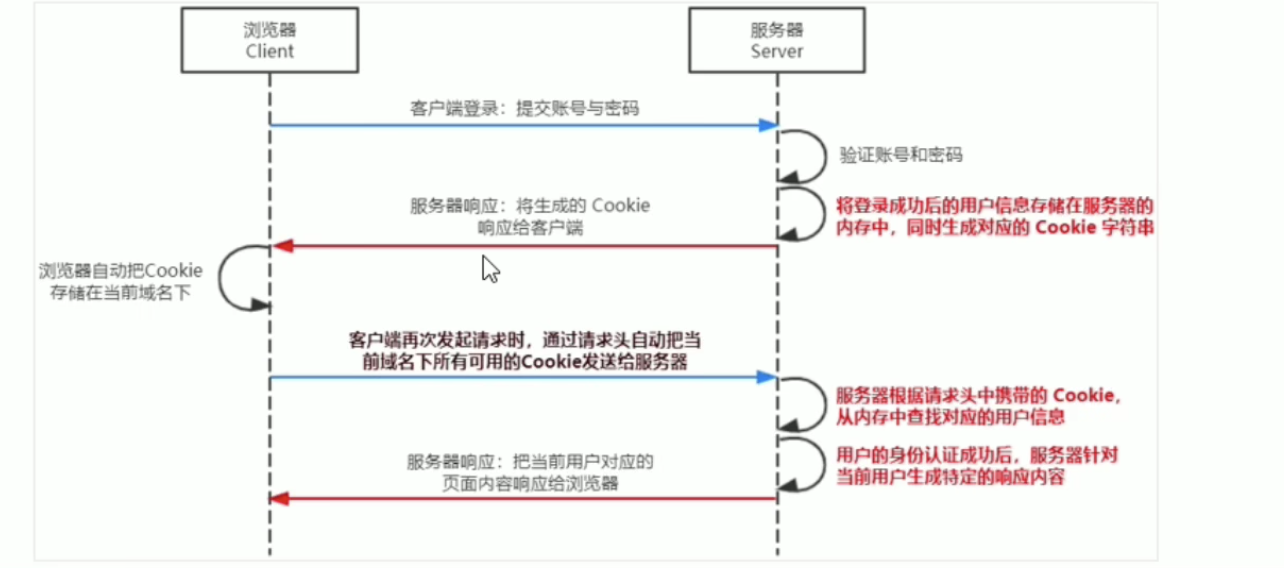 浏览器
Client
服务器
Server
客户端登录：提交账号与密码
验证账号和密码
将登录成功后的用户信息存储在服务器的
内存中，同时生成对应的 Cookie 字符串
服务器响应：将生成的 Cookie
响应给客户端
浏览器自动把Cookie
存储在当前域名下
客户端再次发起请求时，通过请求头自动把当
前域名下所有可用的Cookie发送给服务器
服务器根据请求头中携带的 Cookie，
从内存中查找对应的用户信息
用户的身份认证成功后，服务器针对
当前用户生成特定的响应内容
服务器响应：把当前用户对应的
页面内容响应给浏览器